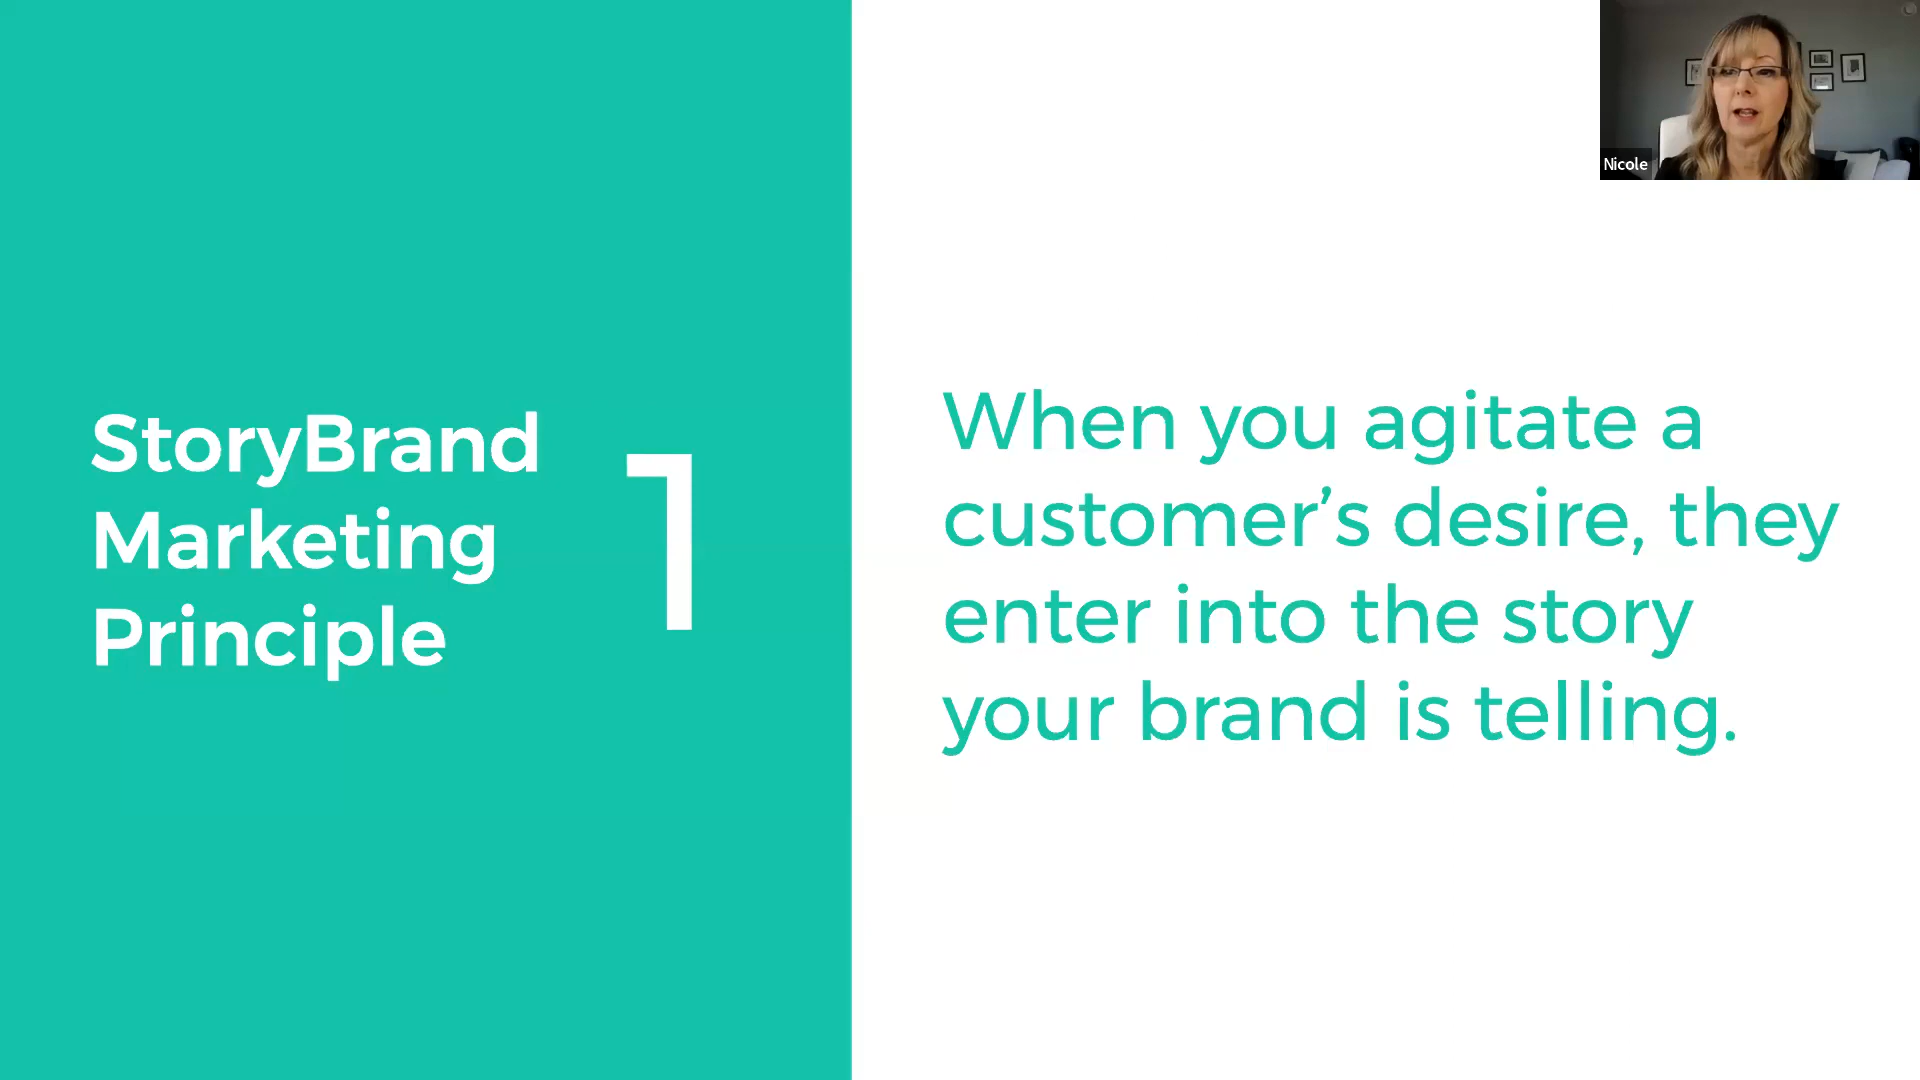 StoryBrand
Marketing
Principle
1
When you agitate a
customer’s desire, they
enter into the story
your brand is telling.
Nicole